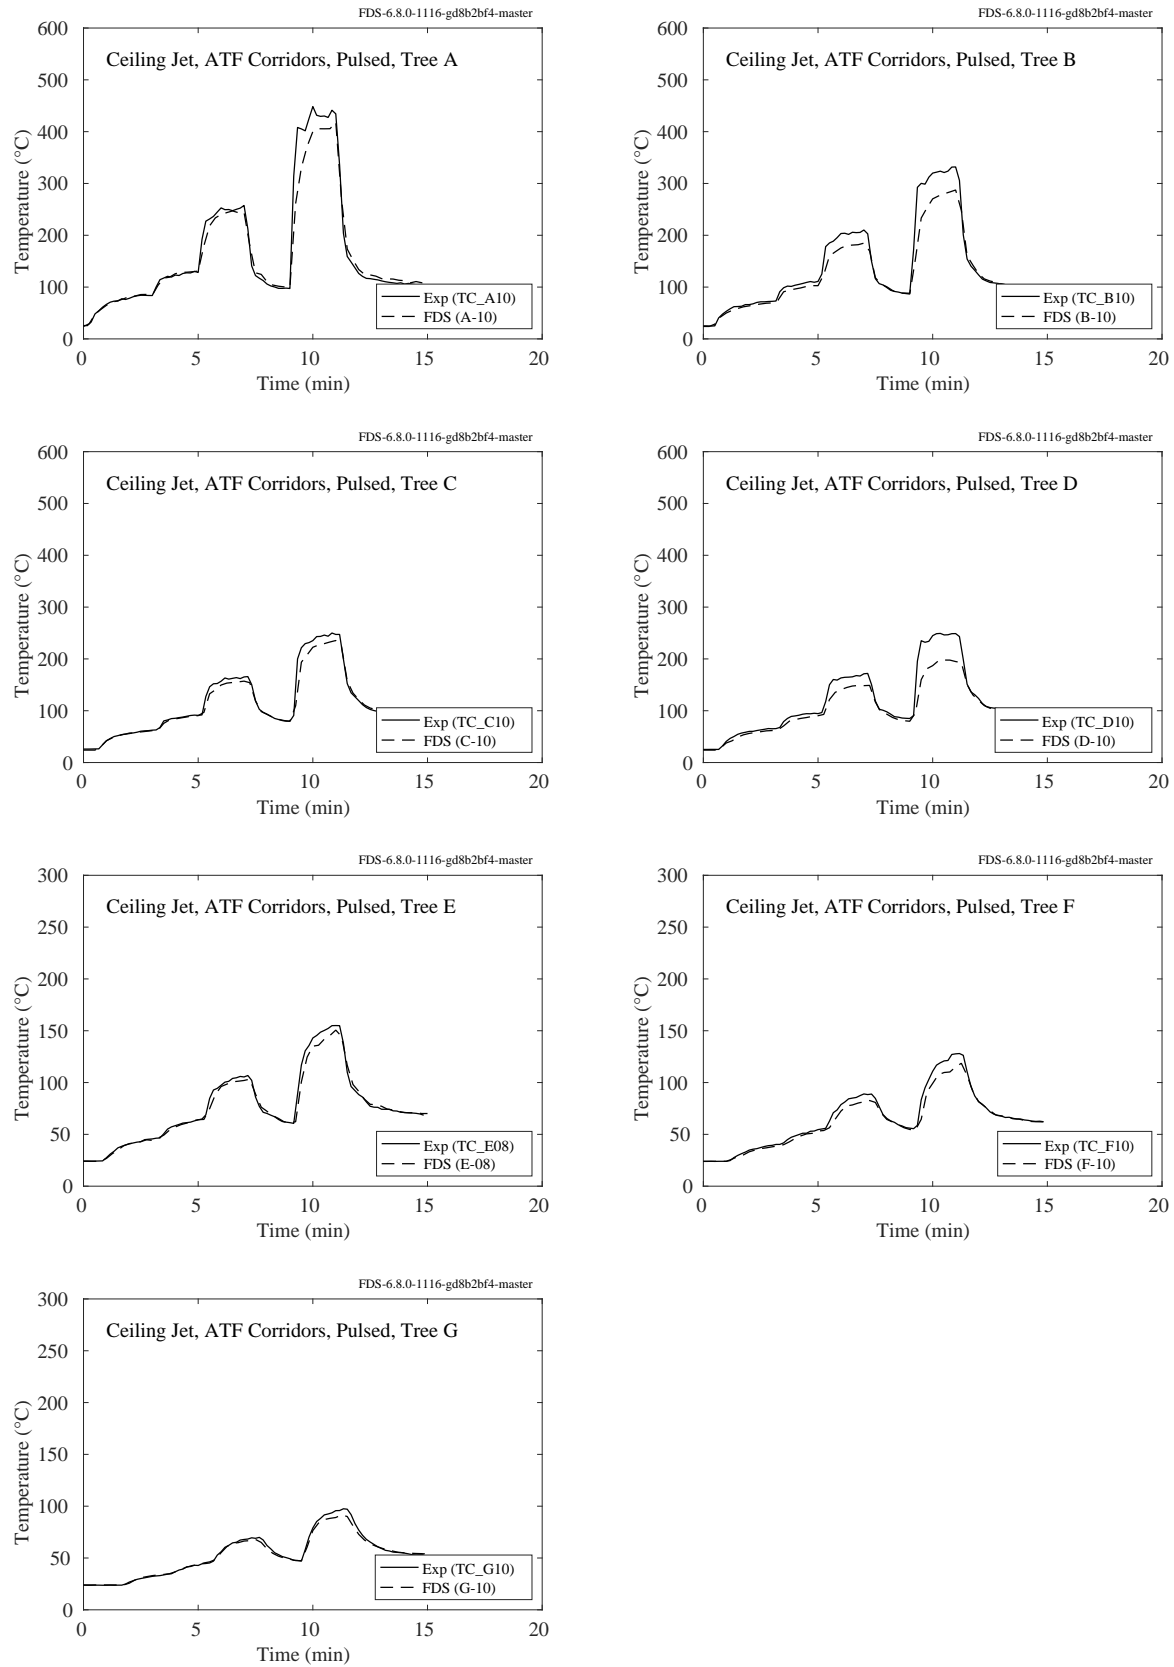 FDS-6.8.0-1116-gd8b2bf4-master
Ceiling Jet, ATF Corridors, Pulsed, Tree A
Temperature (°C)
600
500
400
300
200
100
0
Exp (TC_A10)
FDS (A-10)
0 5 10 15 20
Time (min)
FDS-6.8.0-1116-gd8b2bf4-master
Ceiling Jet, ATF Corridors, Pulsed, Tree B
Temperature (°C)
600
500
400
300
200
100
0
Exp (TC_B10)
FDS (B-10)
0 5 10 15 20
Time (min)
FDS-6.8.0-1116-gd8b2bf4-master
Ceiling Jet, ATF Corridors, Pulsed, Tree C
Temperature (°C)
600
500
400
300
200
100
0
Exp (TC_C10)
FDS (C-10)
0 5 10 15 20
Time (min)
FDS-6.8.0-1116-gd8b2bf4-master
Ceiling Jet, ATF Corridors, Pulsed, Tree D
Temperature (°C)
600
500
400
300
200
100
0
Exp (TC_D10)
FDS (D-10)
0 5 10 15 20
Time (min)
FDS-6.8.0-1116-gd8b2bf4-master
Ceiling Jet, ATF Corridors, Pulsed, Tree E
Temperature (°C)
300
250
200
150
100
50
0
Exp (TC_E08)
FDS (E-08)
0 5 10 15 20
Time (min)
FDS-6.8.0-1116-gd8b2bf4-master
Ceiling Jet, ATF Corridors, Pulsed, Tree F
Temperature (°C)
300
250
200
150
100
50
0
Exp (TC_F10)
FDS (F-10)
0 5 10 15 20
Time (min)
FDS-6.8.0-1116-gd8b2bf4-master
Ceiling Jet, ATF Corridors, Pulsed, Tree G
Temperature (°C)
300
250
200
150
100
50
0
Exp (TC_G10)
FDS (G-10)
0 5 10 15 20
Time (min)